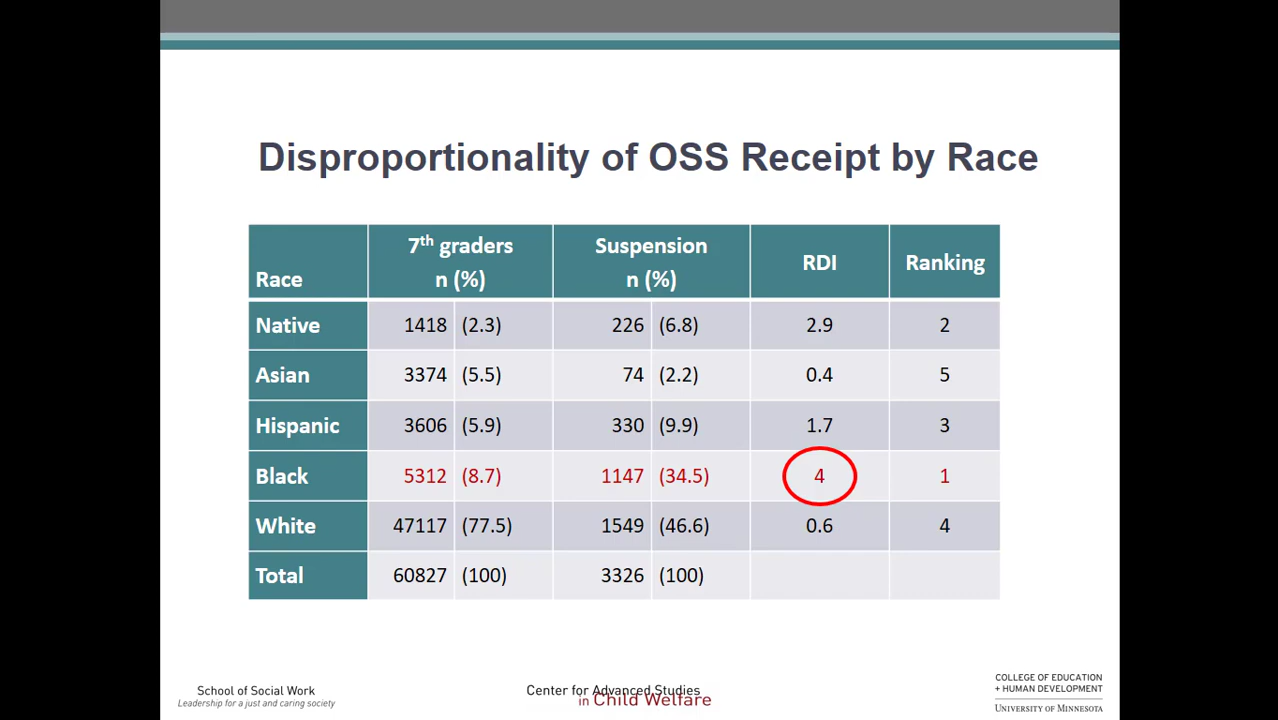 Disproportionality of OSS Receipt by Race
Race 7th graders n (%) Suspension n (%) RDI Ranking
Native 1418 (2.3) 226 (6.8) 2.9 2
Asian 3374 (5.5) 74 (2.2) 0.4 5
Hispanic 3606 (5.9) 330 (9.9) 1.7 3
Black 5312 (8.7) 1147 (34.5) 4 1
White 47117 (77.5) 1549 (46.6) 0.6 4
Total 60827 (100) 3326 (100)
School of Social Work
Leadership for a just and caring society
Center for Advanced Studies
in Child Welfare
COLLEGE OF EDUCATION
+ HUMAN DEVELOPMENT
UNIVERSITY OF MINNESOTA